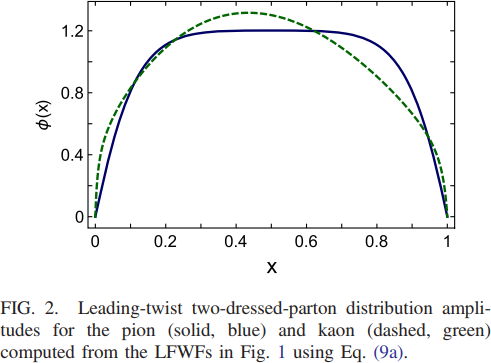 1.2
0.8
0.4
0
ϕ(x)
0 0.2 0.4 0.6 0.8 1
x
FIG. 2. Leading-twist two-dressed-parton distribution ampli-
tudes for the pion (solid, blue) and kaon (dashed, green)
computed from the LFWFs in Fig. 1 using Eq. (9a).